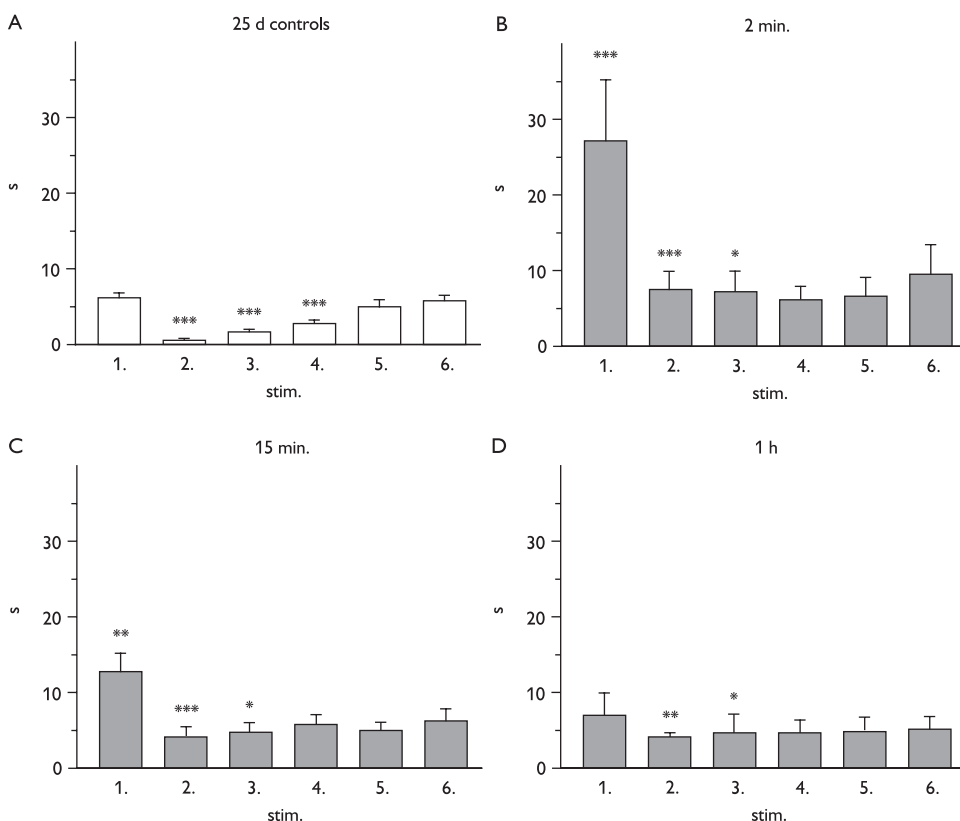 A 25 d controls
s
30
20
10
0
***
***
***
1. 2. 3. 4. 5. 6.
stim.
B 2 min.
s
30
20
10
0
***
***
*
1. 2. 3. 4. 5. 6.
stim.
C 15 min.
s
30
20
10
0
**
***
*
1. 2. 3. 4. 5. 6.
stim.
D 1 h
s
30
20
10
0
**
*
1. 2. 3. 4. 5. 6.
stim.